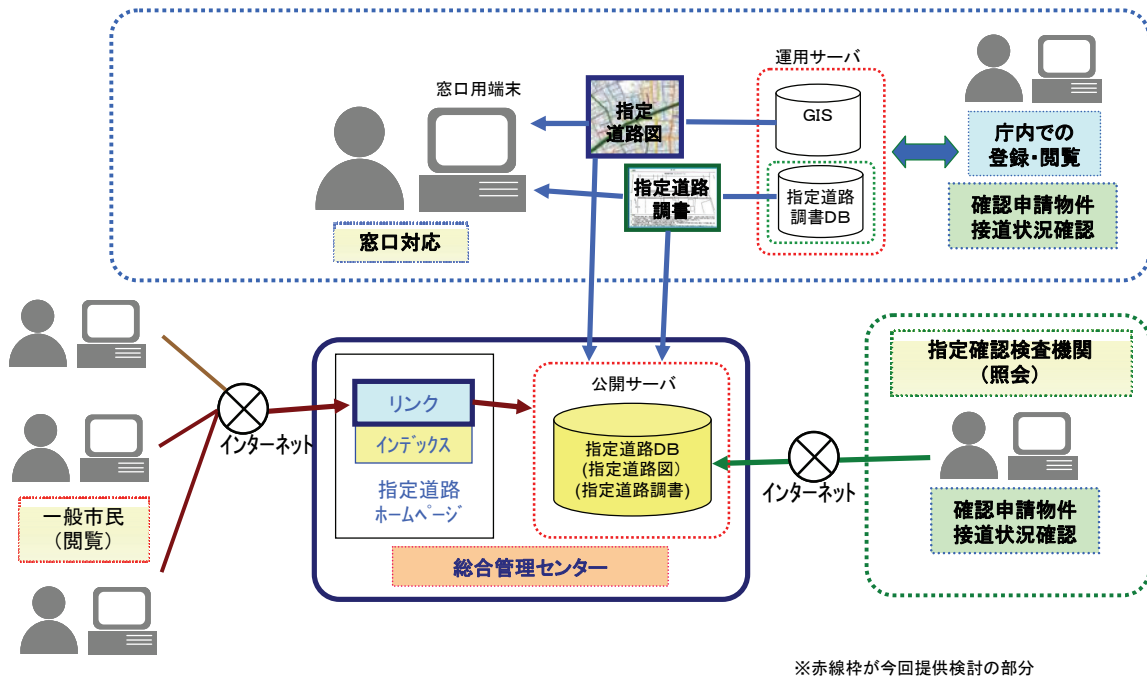 運用サーバ
窓口用端末
指定
道路図
GIS
庁内での
登録・閲覧
指定道路
調書
指定道路
調書DB
確認申請物件
接道状況確認
窓口対応
指定確認検査機関
(照会)
公開サーバ
リンク
インデックス
インターネット
指定道路DB
(指定道路図)
(指定道路調書)
インターネット
指定道路
ホームページ
一般市民
(閲覧)
確認申請物件
接道状況確認
総合管理センター
※赤線枠が今回提供検討の部分